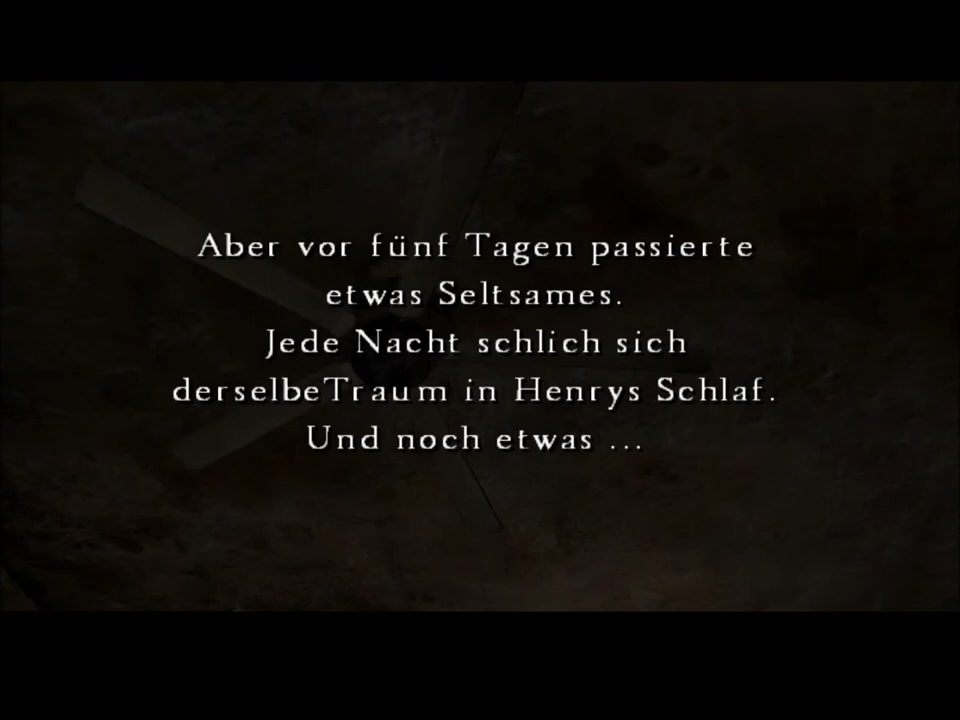 Aber vor fünf Tagen passierte
etwas Seltsames.
Jede Nacht schlich sich
derselbeTraum in Henrys Schlaf.
Und noch etwas ...